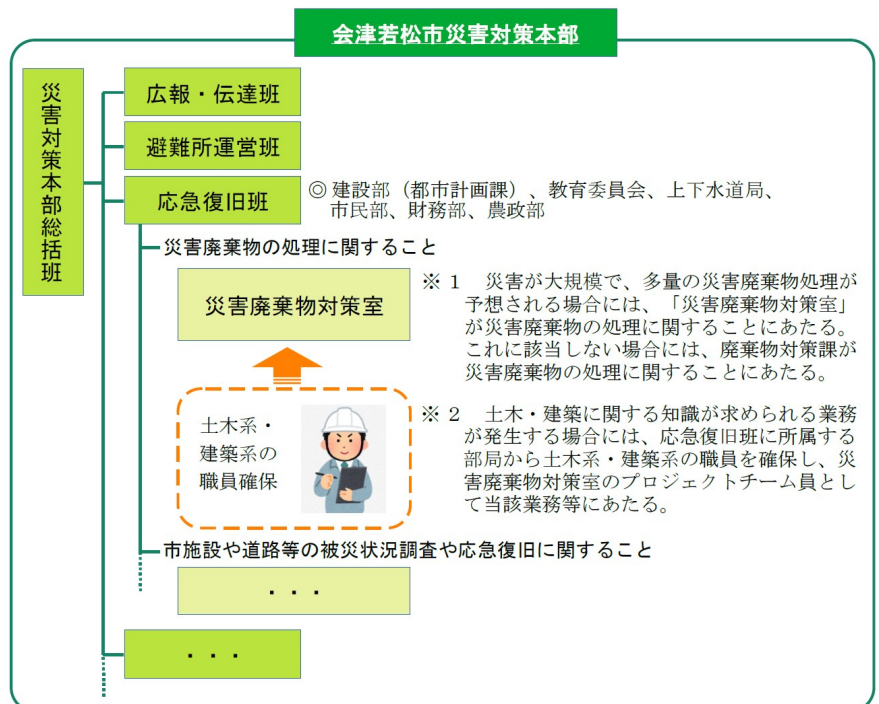 会津若松市災害対策本部
災害対策本部総括班
広報・伝達班
避難所運営班
応急復旧班
◎ 建設部（都市計画課）、教育委員会、上下水道局、
市民部、財務部、農政部
災害廃棄物の処理に関すること
災害廃棄物対策室
※１　災害が大規模で、多量の災害廃棄物処理が
予想される場合には、「災害廃棄物対策室」
が災害廃棄物の処理に関することにあたる。
これに該当しない場合には、廃棄物対策課が
災害廃棄物の処理に関することにあたる。
土木系・
建築系の
職員確保
※２　土木・建築に関する知識が求められる業務
が発生する場合には、応急復旧班に所属する
部局から土木系・建築系の職員を確保し、災
害廃棄物対策室のプロジェクトチーム員とし
て当該業務等にあたる。
市施設や道路等の被災状況調査や応急復旧に関すること
・・・
・・・